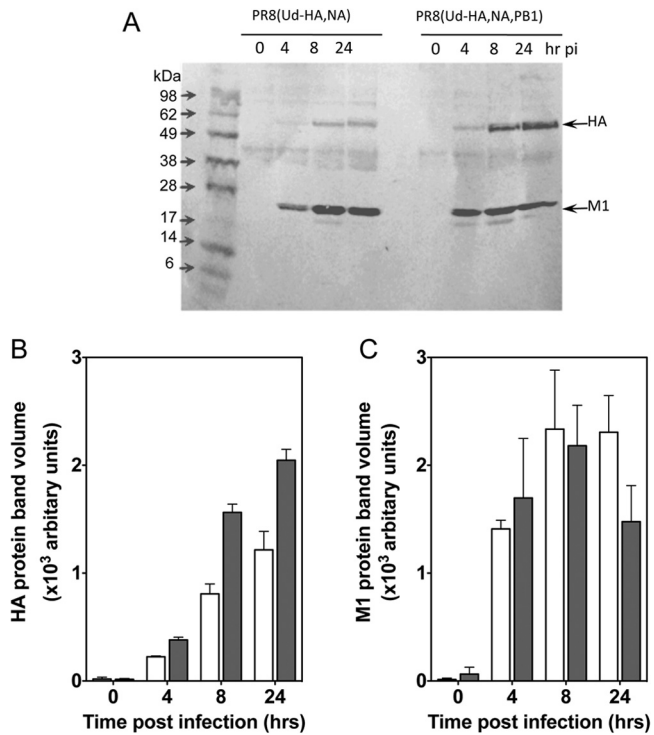 A
PR8(Ud-HA,NA) PR8(Ud-HA,NA,PB1)
0 4 8 24 0 4 8 24 hr pi
kDa
98
62
49
38
28
17
14
6
HA
M1
B
HA protein band volume
(x10³ arbitary units)
3
2
1
0
0 4 8 24
Time post infection (hrs)
C
M1 protein band volume
(x10³ arbitary units)
3
2
1
0
0 4 8 24
Time post infection (hrs)